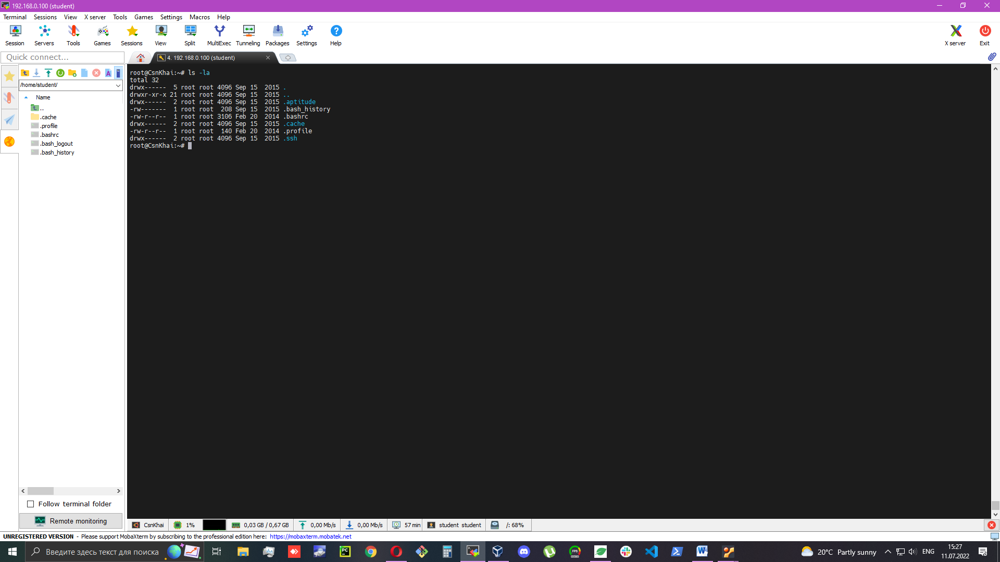 192.168.0.100 (student)
Terminal Sessions View X server Tools Games Settings Macros Help
Session Servers Tools Games Sessions View Split MultiExec Tunneling Packages Settings Help X server Exit
Quick connect...
4. 192.168.0.100 (student)
/home/student/
Name
..
.cache
.profile
.bashrc
.bash_logout
.bash_history
root@CsnKhai:~# ls -la
total 32
drwx------  5 root root 4096 Sep 15  2015 .
drwxr-xr-x 21 root root 4096 Sep 15  2015 ..
drwx------  2 root root 4096 Sep 15  2015 .aptitude
-rw-------  1 root root  208 Sep 15  2015 .bash_history
-rw-r--r--  1 root root 3106 Feb 20  2014 .bashrc
drwx------  2 root root 4096 Sep 15  2015 .cache
-rw-r--r--  1 root root  140 Feb 20  2014 .profile
drwx------  2 root root 4096 Sep 15  2015 .ssh
root@CsnKhai:~#
Follow terminal folder
Remote monitoring
CsnKhai 1% 0,03 GB / 0,67 GB 0,00 Mb/s 0,00 Mb/s 57 min student student /: 68%
UNREGISTERED VERSION - Please support MobaXterm by subscribing to the professional edition here: https://mobaxterm.mobatek.net
Введите здесь текст для поиска
PC
FPS
W
20°C Partly sunny
ENG
15:27
11.07.2022